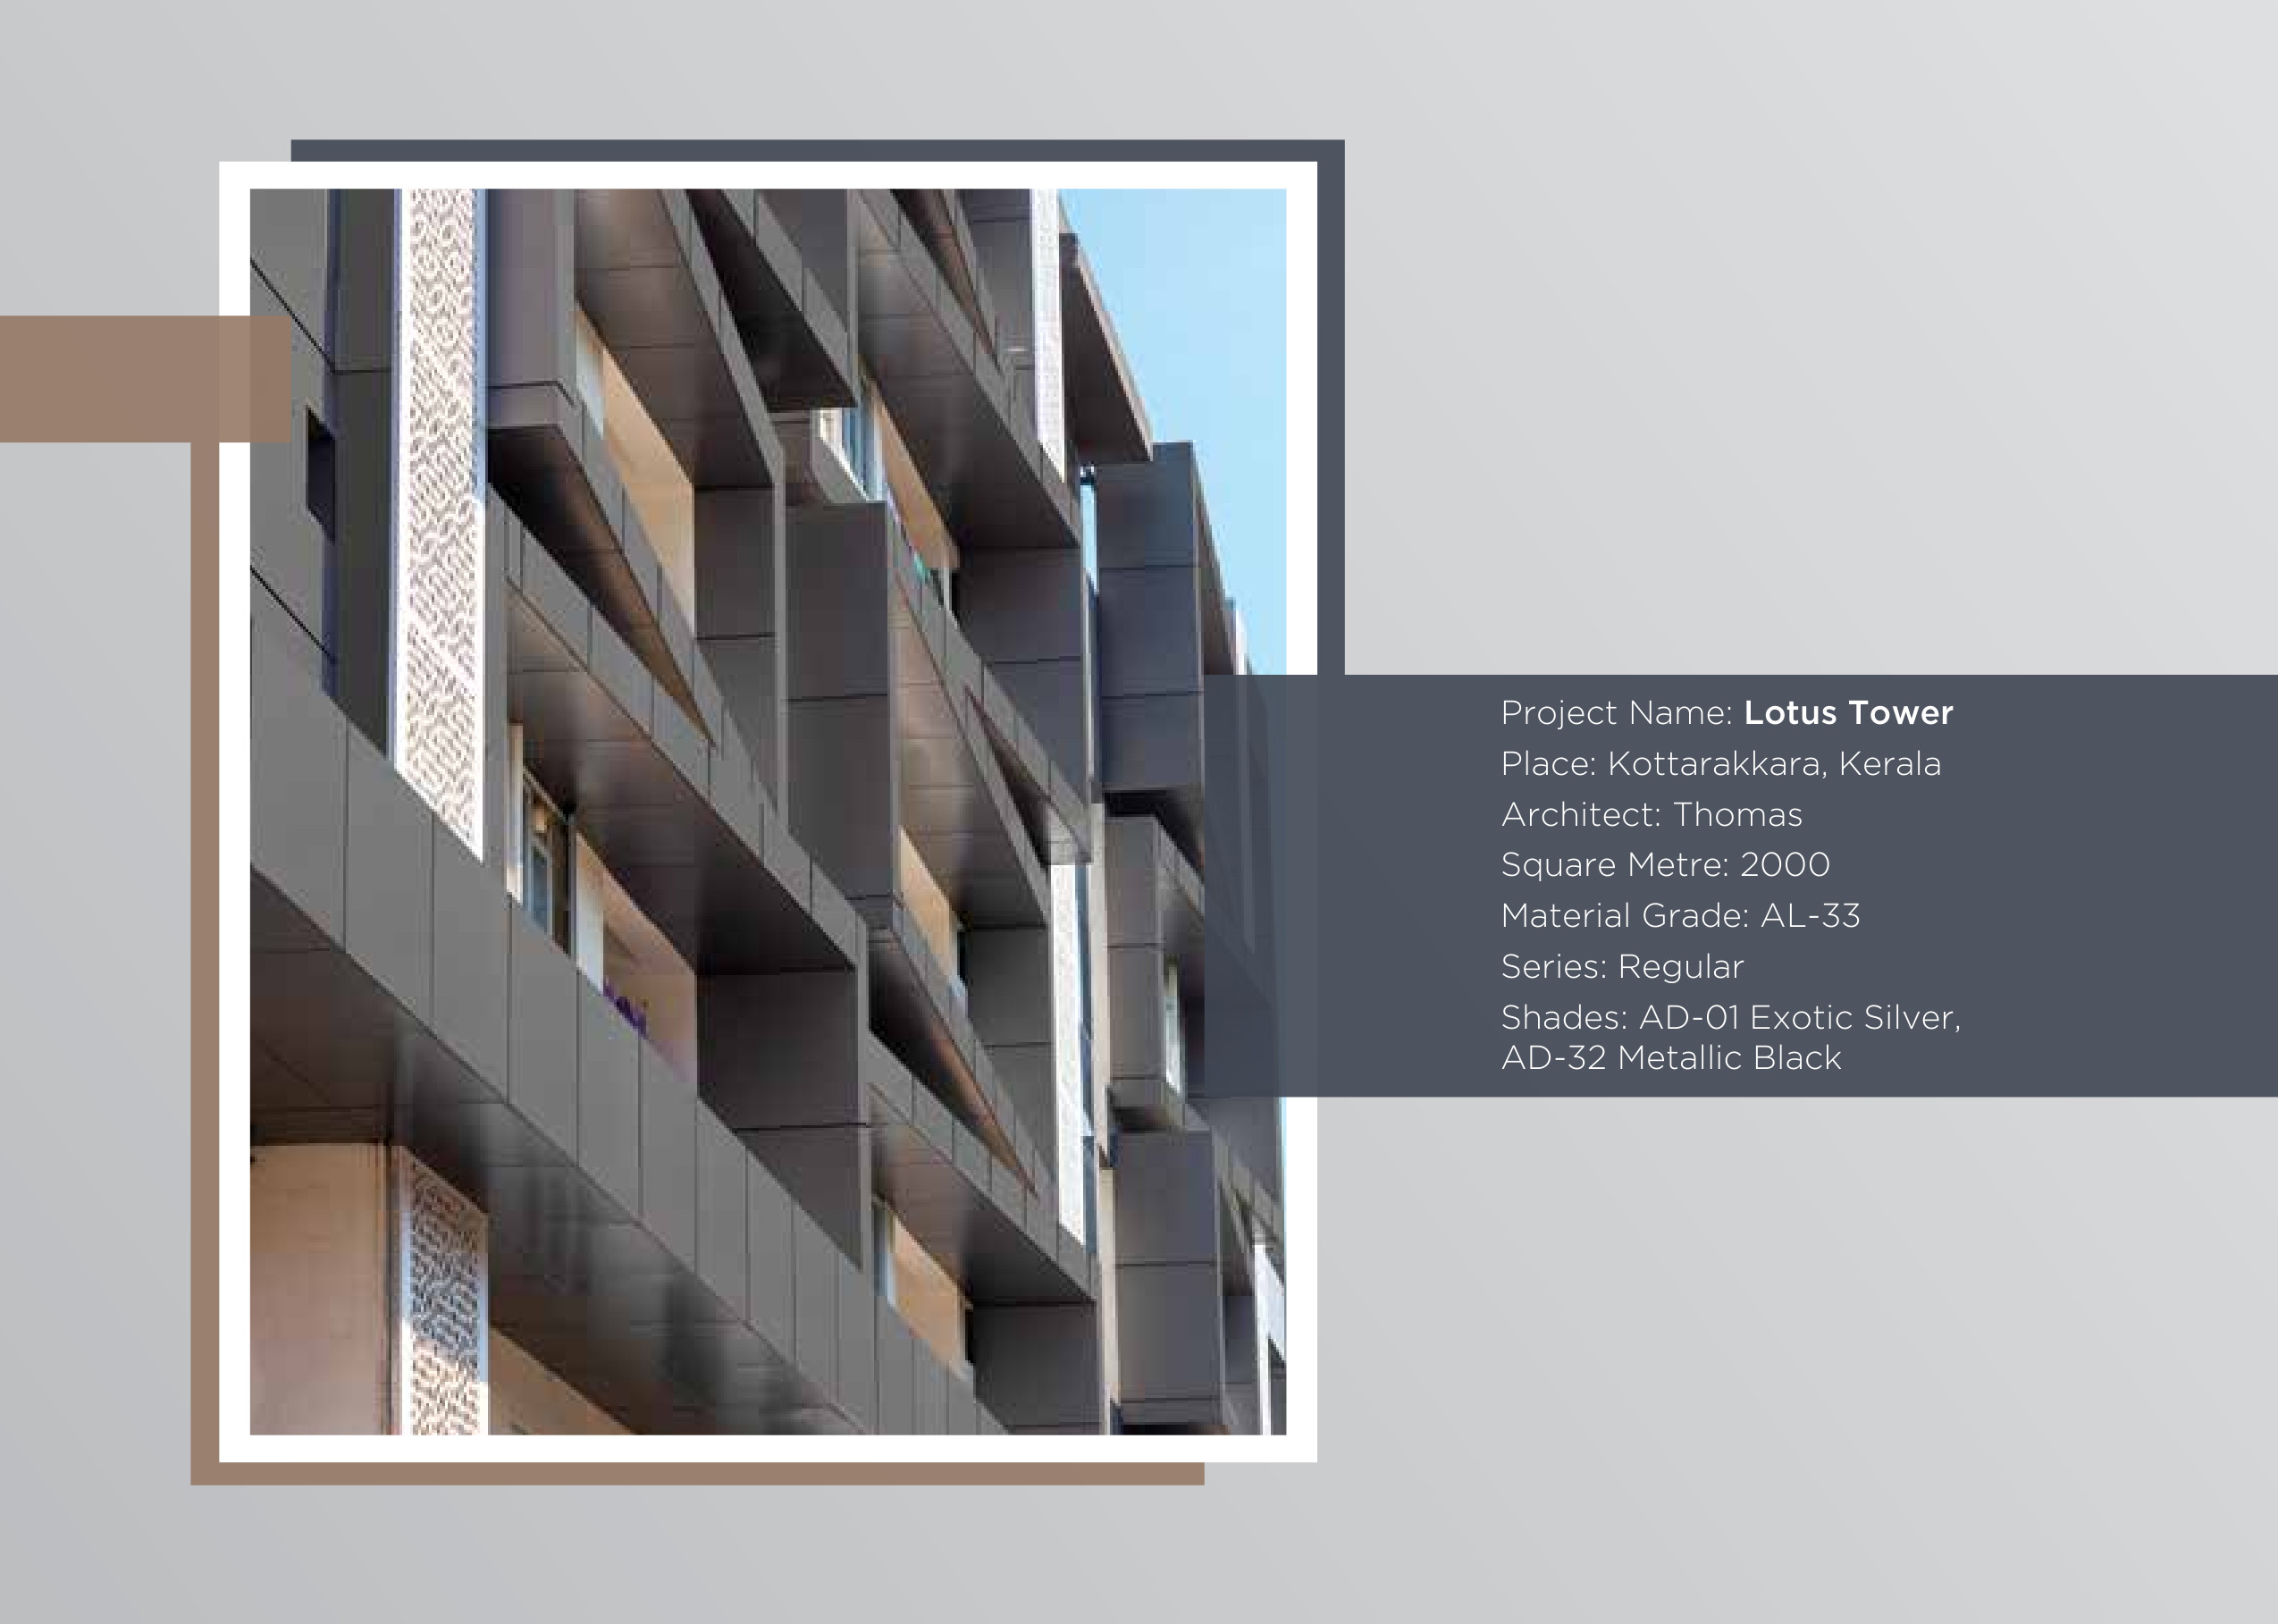 Project Name: Lotus Tower
Place: Kottarakkara, Kerala
Architect: Thomas
Square Metre: 2000
Material Grade: AL-33
Series: Regular
Shades: AD-01 Exotic Silver,
AD-32 Metallic Black